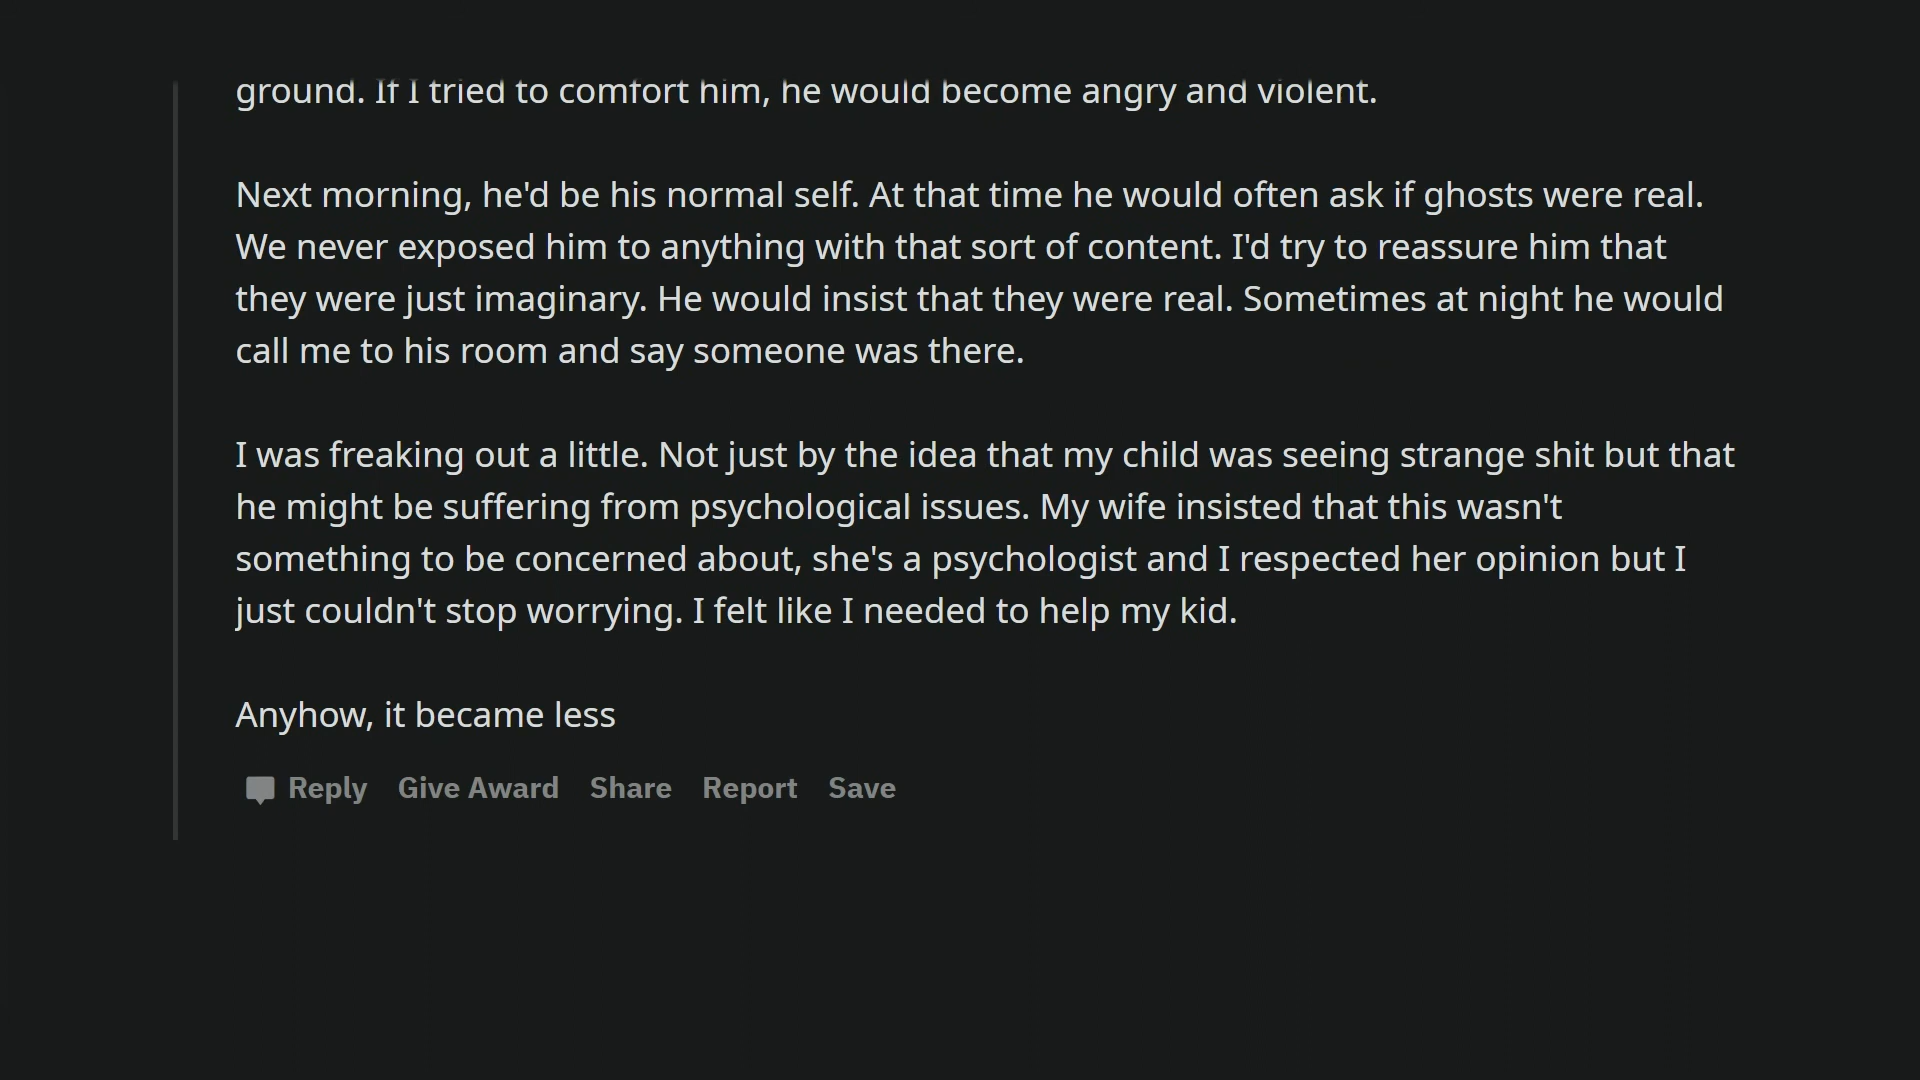 ground. If I tried to comfort him, he would become angry and violent.
Next morning, he'd be his normal self. At that time he would often ask if ghosts were real.
We never exposed him to anything with that sort of content. I'd try to reassure him that
they were just imaginary. He would insist that they were real. Sometimes at night he would
call me to his room and say someone was there.
I was freaking out a little. Not just by the idea that my child was seeing strange shit but that
he might be suffering from psychological issues. My wife insisted that this wasn't
something to be concerned about, she's a psychologist and I respected her opinion but I
just couldn't stop worrying. I felt like I needed to help my kid.
Anyhow, it became less
Reply Give Award Share Report Save